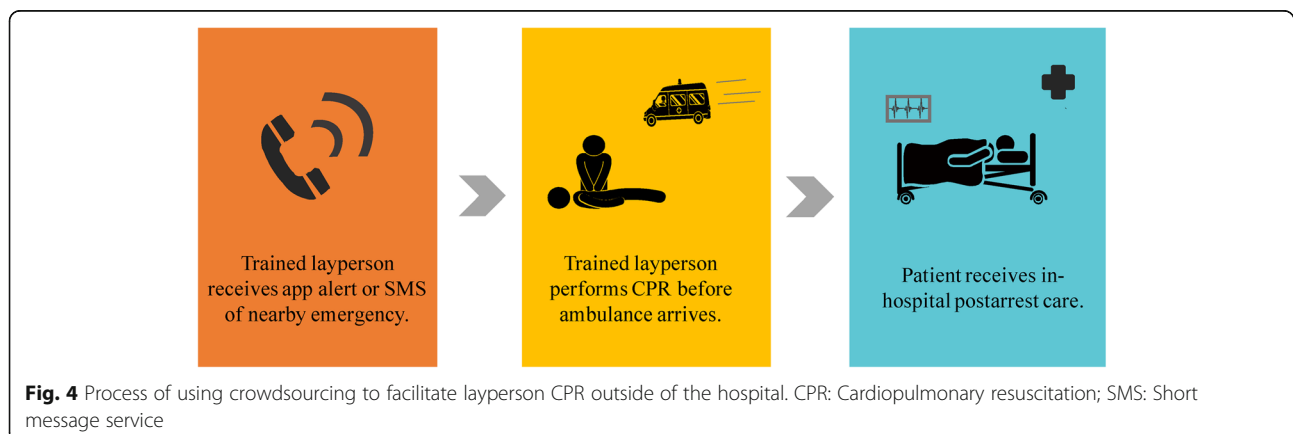 Trained layperson
receives app alert or SMS
of nearby emergency.
Trained layperson
performs CPR before
ambulance arrives.
Patient receives in-
hospital postarrest care.
Fig. 4 Process of using crowdsourcing to facilitate layperson CPR outside of the hospital. CPR: Cardiopulmonary resuscitation; SMS: Short
message service